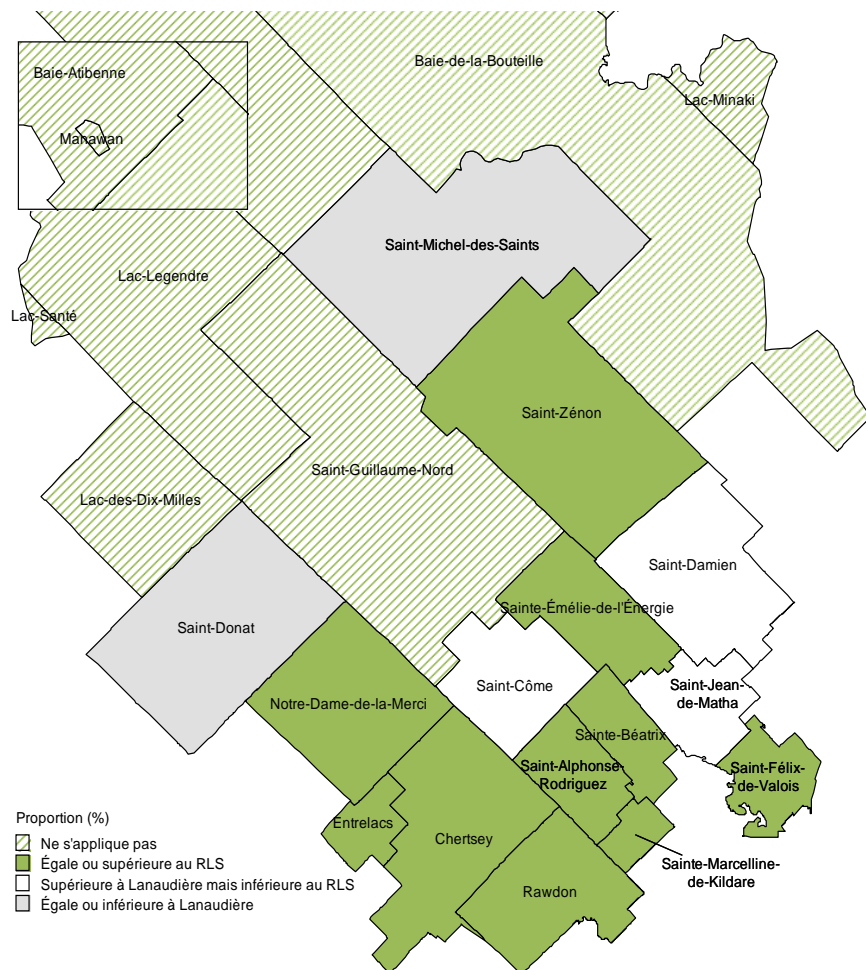 Baie-de-la-Bouteille
Baie-Atibenne
Lac-Minaki
Manawan
Saint-Michel-des-Saints
Lac-Legendre
Lac-Santé
Saint-Zénon
Saint-Guillaume-Nord
Lac-des-Dix-Milles
Saint-Damien
Sainte-Émélie-de-l'Énergie
Saint-Donat
Saint-Côme
Saint-Jean-
de-Matha
Notre-Dame-de-la-Merci
Sainte-Béatrix
Saint-Alphonse-
Rodriguez
Saint-Félix-
de-Valois
Entrelacs
Chertsey
Sainte-Marcelline-
de-Kildare
Rawdon
Proportion (%)
Ne s'applique pas
Égale ou supérieure au RLS
Supérieure à Lanaudière mais inférieure au RLS
Égale ou inférieure à Lanaudière